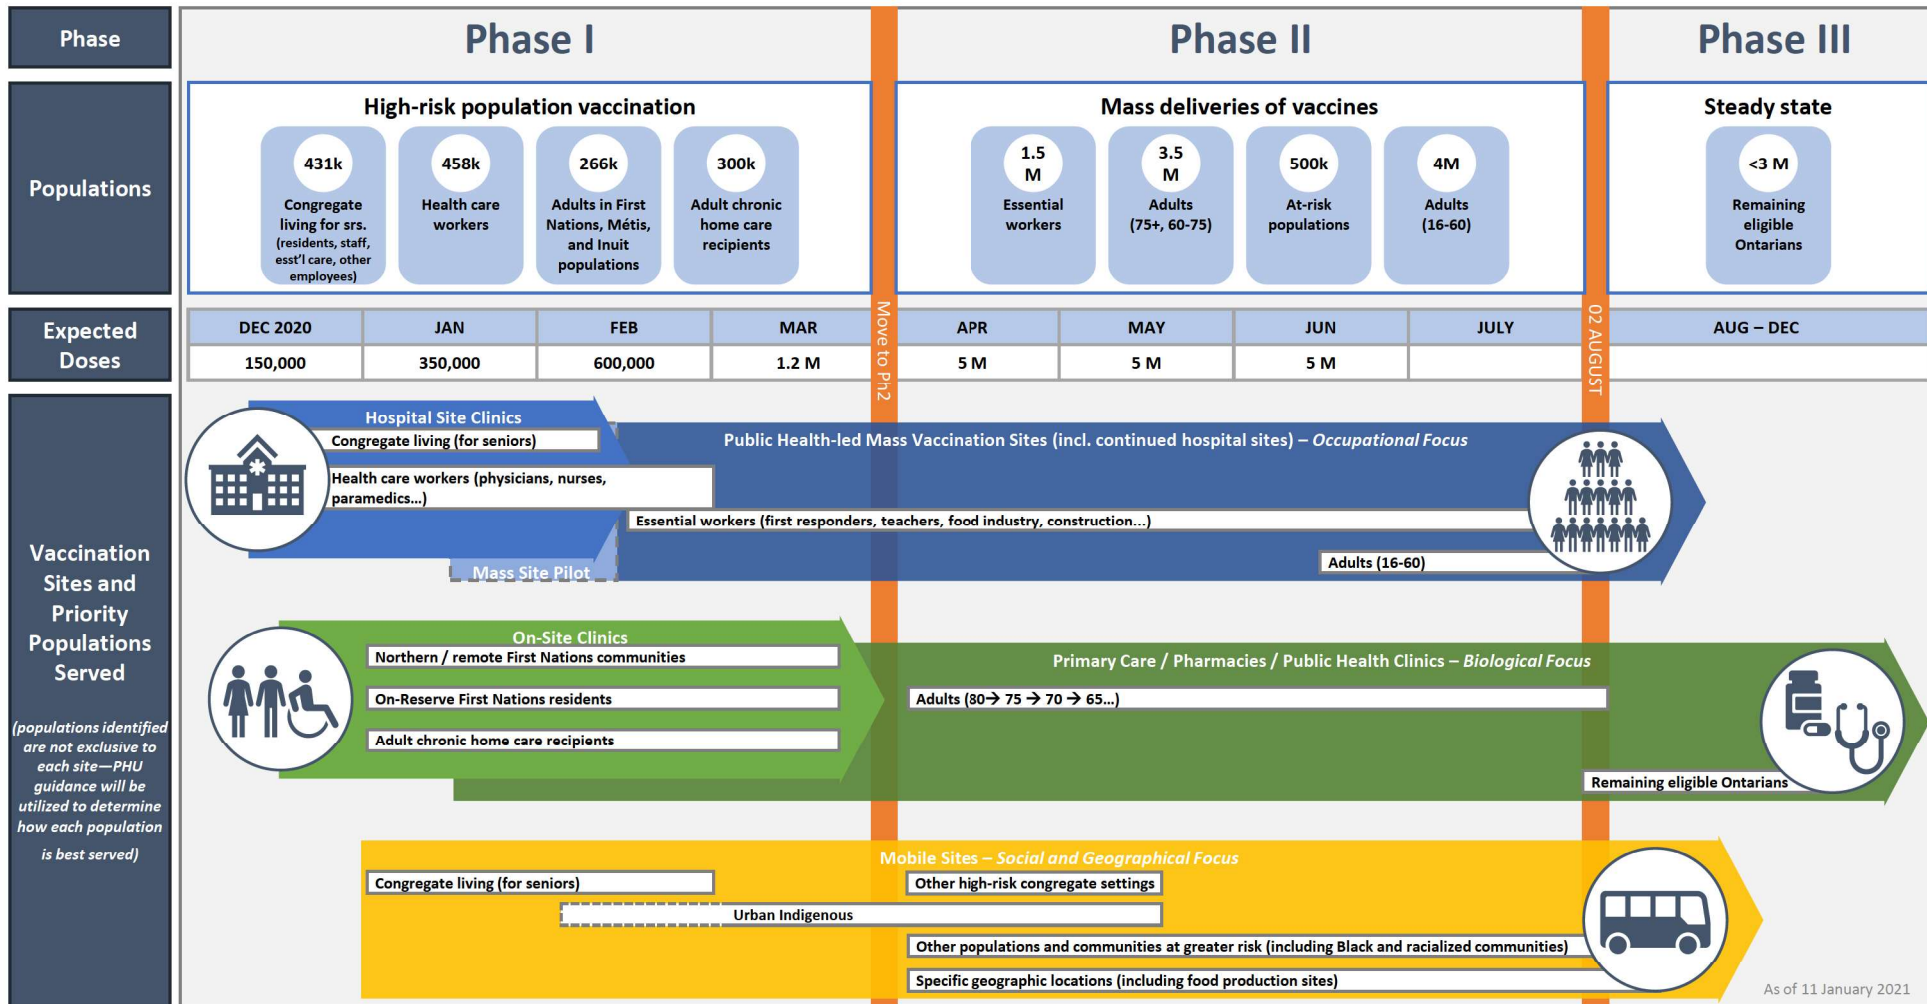 Phase
Phase I
Phase II
Phase III
Populations
High-risk population vaccination
431k
Congregate
living for srs.
(residents, staff,
esst'l care, other
employees)
458k
Health care
workers
266k
Adults in First
Nations, Métis,
and Inuit
populations
300k
Adult chronic
home care
recipients
Mass deliveries of vaccines
1.5
M
Essential
workers
3.5
M
Adults
(75+, 60-75)
500k
At-risk
populations
4M
Adults
(16-60)
Steady state
<3 M
Remaining
eligible
Ontarians
Expected
Doses
DEC 2020 JAN FEB MAR APR MAY JUN JULY AUG – DEC
150,000 350,000 600,000 1.2 M 5 M 5 M 5 M
Move to Ph2
02 AUGUST
Vaccination
Sites and
Priority
Populations
Served
(populations identified
are not exclusive to
each site—PHU
guidance will be
utilized to determine
how each population
is best served)
Hospital Site Clinics
Congregate living (for seniors)
Health care workers (physicians, nurses,
paramedics...)
Public Health-led Mass Vaccination Sites (incl. continued hospital sites) – Occupational Focus
Essential workers (first responders, teachers, food industry, construction...)
Adults (16-60)
Mass Site Pilot
On-Site Clinics
Northern / remote First Nations communities
On-Reserve First Nations residents
Adult chronic home care recipients
Primary Care / Pharmacies / Public Health Clinics – Biological Focus
Adults (80→ 75 → 70 → 65...)
Remaining eligible Ontarians
Mobile Sites – Social and Geographical Focus
Congregate living (for seniors)
Other high-risk congregate settings
Urban Indigenous
Other populations and communities at greater risk (including Black and racialized communities)
Specific geographic locations (including food production sites)
As of 11 January 2021